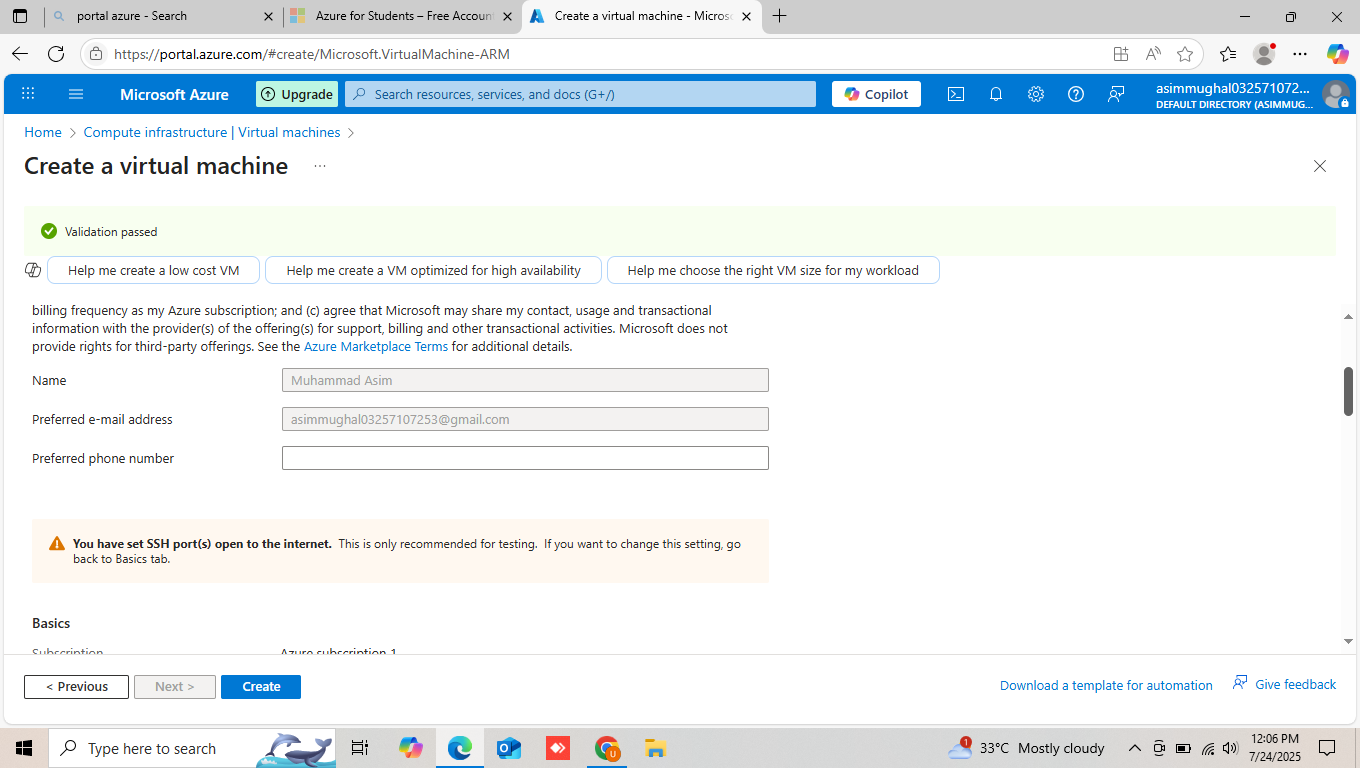 portal azure - Search
Azure for Students – Free Accoun
Create a virtual machine - Micros
https://portal.azure.com/#create/Microsoft.VirtualMachine-ARM
Microsoft Azure
Upgrade
Search resources, services, and docs (G+/)
Copilot
asimmughal032571072...
DEFAULT DIRECTORY (ASIMMUG...
Home > Compute infrastructure | Virtual machines >
Create a virtual machine ...
Validation passed
Help me create a low cost VM
Help me create a VM optimized for high availability
Help me choose the right VM size for my workload
billing frequency as my Azure subscription; and (c) agree that Microsoft may share my contact, usage and transactional
information with the provider(s) of the offering(s) for support, billing and other transactional activities. Microsoft does not
provide rights for third-party offerings. See the Azure Marketplace Terms for additional details.
Name
Muhammad Asim
Preferred e-mail address
asimmughal03257107253@gmail.com
Preferred phone number
You have set SSH port(s) open to the internet. This is only recommended for testing. If you want to change this setting, go
back to Basics tab.
Basics
Subscription
Azure subscription 1
< Previous
Next >
Create
Download a template for automation
Give feedback
Type here to search
1
33°C Mostly cloudy
12:06 PM
7/24/2025